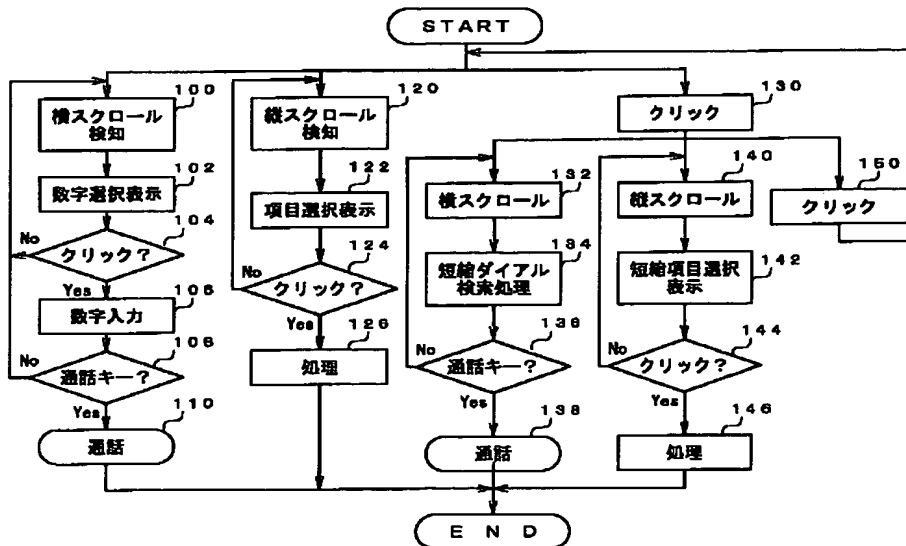 START
100
横スクロール
検知
102
数字選択表示
104
クリック?
No
Yes
106
数字入力
108
通話キー?
No
Yes
110
通話
120
縦スクロール
検知
122
項目選択表示
124
クリック?
No
Yes
126
処理
130
クリック
132
横スクロール
134
短縮ダイアル
検索処理
136
通話キー?
No
Yes
138
通話
140
縦スクロール
142
短縮項目選択
表示
144
クリック?
No
Yes
146
処理
150
クリック
END